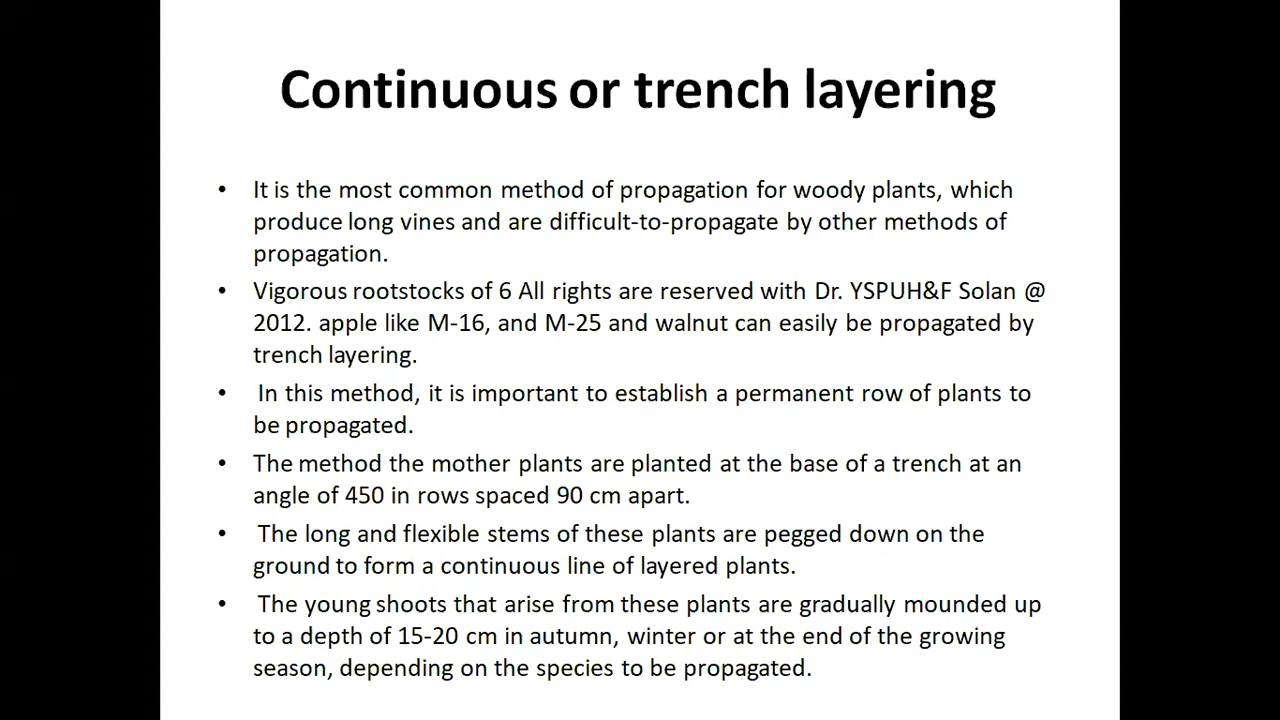 Continuous or trench layering
• It is the most common method of propagation for woody plants, which
produce long vines and are difficult-to-propagate by other methods of
propagation.
• Vigorous rootstocks of 6 All rights are reserved with Dr. YSPUH&F Solan @
2012. apple like M-16, and M-25 and walnut can easily be propagated by
trench layering.
• In this method, it is important to establish a permanent row of plants to
be propagated.
• The method the mother plants are planted at the base of a trench at an
angle of 450 in rows spaced 90 cm apart.
• The long and flexible stems of these plants are pegged down on the
ground to form a continuous line of layered plants.
• The young shoots that arise from these plants are gradually mounded up
to a depth of 15-20 cm in autumn, winter or at the end of the growing
season, depending on the species to be propagated.